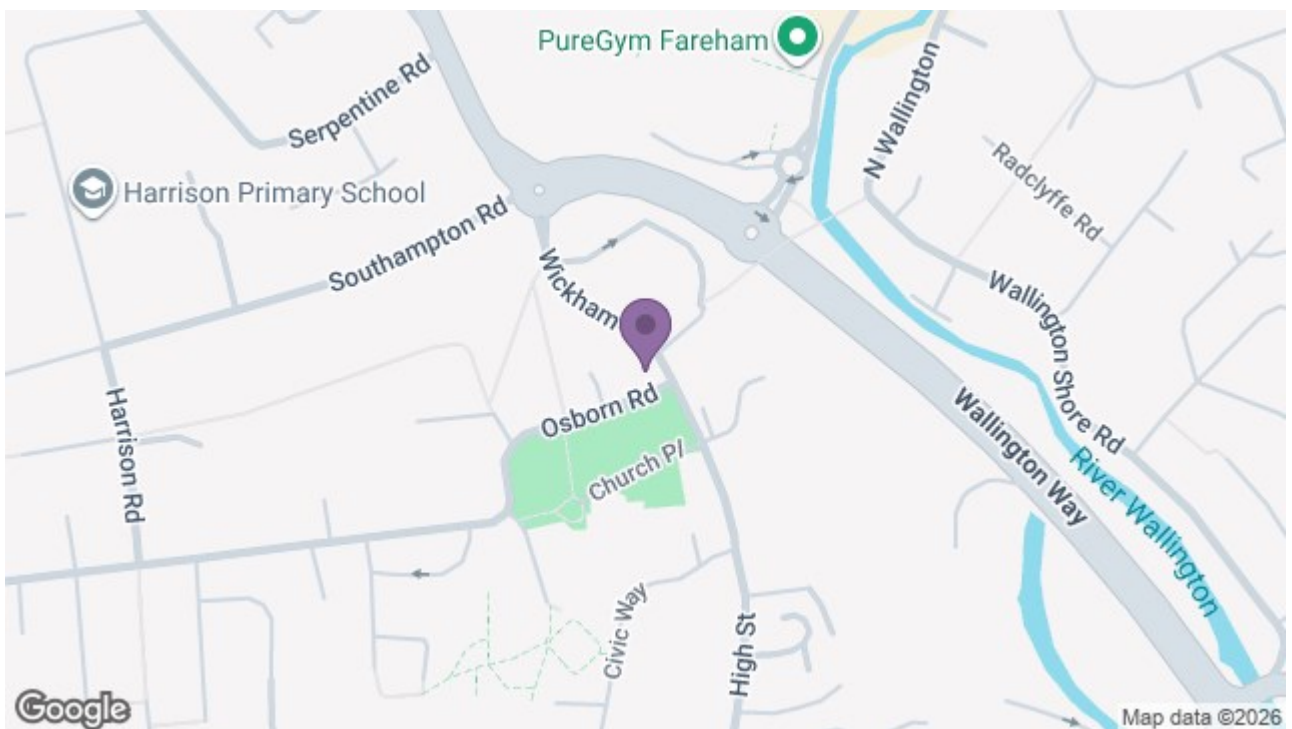 PureGym Fareham
Serpentine Rd
N Wallington
Radclyffe Rd
Harrison Primary School
Southampton Rd
Wickham
Wallington Shore Rd
Osborn Rd
Harrison Rd
Church Pl
Wallington Way
River Wallington
Civic Way
High St
Google
Map data ©2026